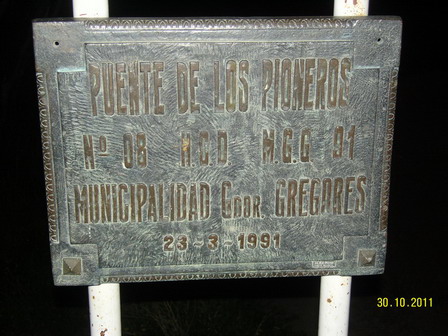 PUENTE DE LOS PIONEROS
Nº 08 H.C.D. M.G.G. 91
MUNICIPALIDAD GDOR. GREGORES
23-3-1991
30.10.2011